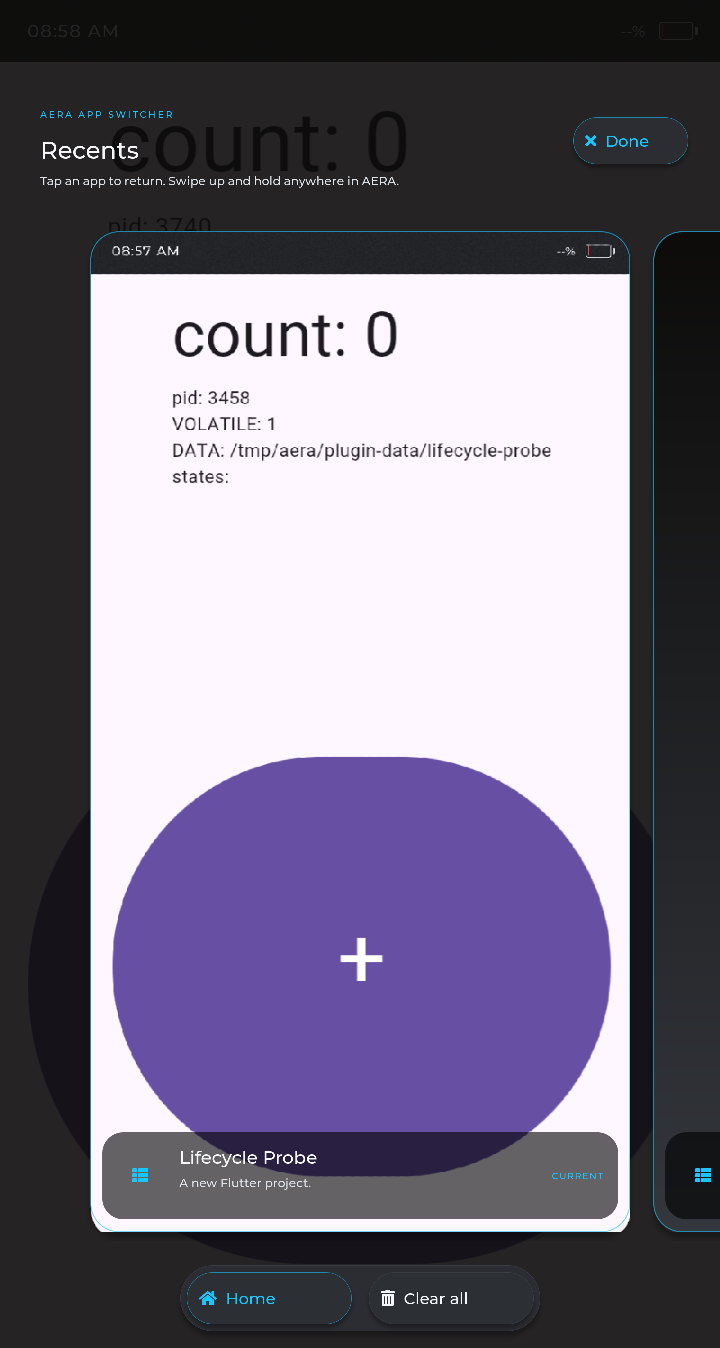 08:58 AM
--%
AERA APP SWITCHER
count: 0
Recents
Done
Tap an app to return. Swipe up and hold anywhere in AERA.
pid: 3740
08:57 AM
--%
count: 0
pid: 3458
VOLATILE: 1
DATA: /tmp/aera/plugin-data/lifecycle-probe
states:
+
Lifecycle Probe
A new Flutter project.
CURRENT
Home
Clear all